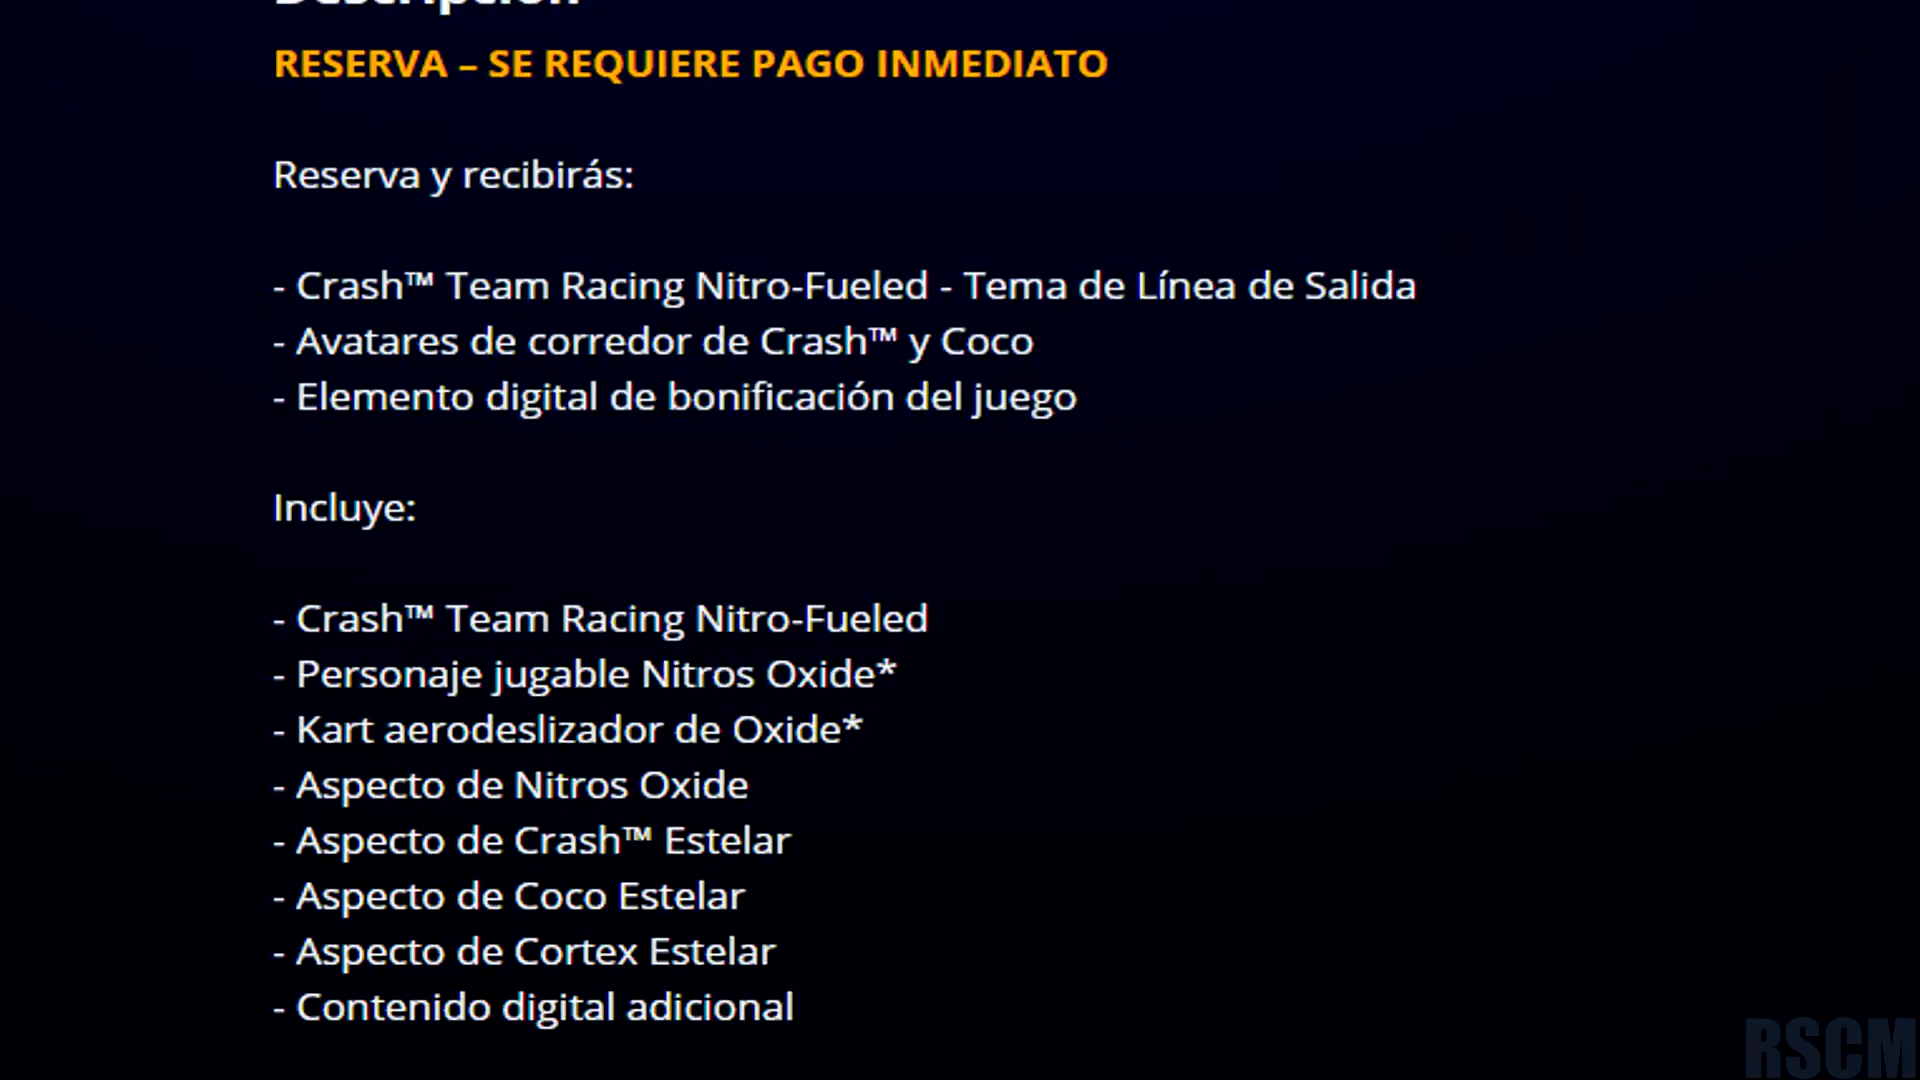 Descripción
RESERVA – SE REQUIERE PAGO INMEDIATO
Reserva y recibirás:
- Crash™ Team Racing Nitro-Fueled - Tema de Línea de Salida
- Avatares de corredor de Crash™ y Coco
- Elemento digital de bonificación del juego
Incluye:
- Crash™ Team Racing Nitro-Fueled
- Personaje jugable Nitros Oxide*
- Kart aerodeslizador de Oxide*
- Aspecto de Nitros Oxide
- Aspecto de Crash™ Estelar
- Aspecto de Coco Estelar
- Aspecto de Cortex Estelar
- Contenido digital adicional
RSCM